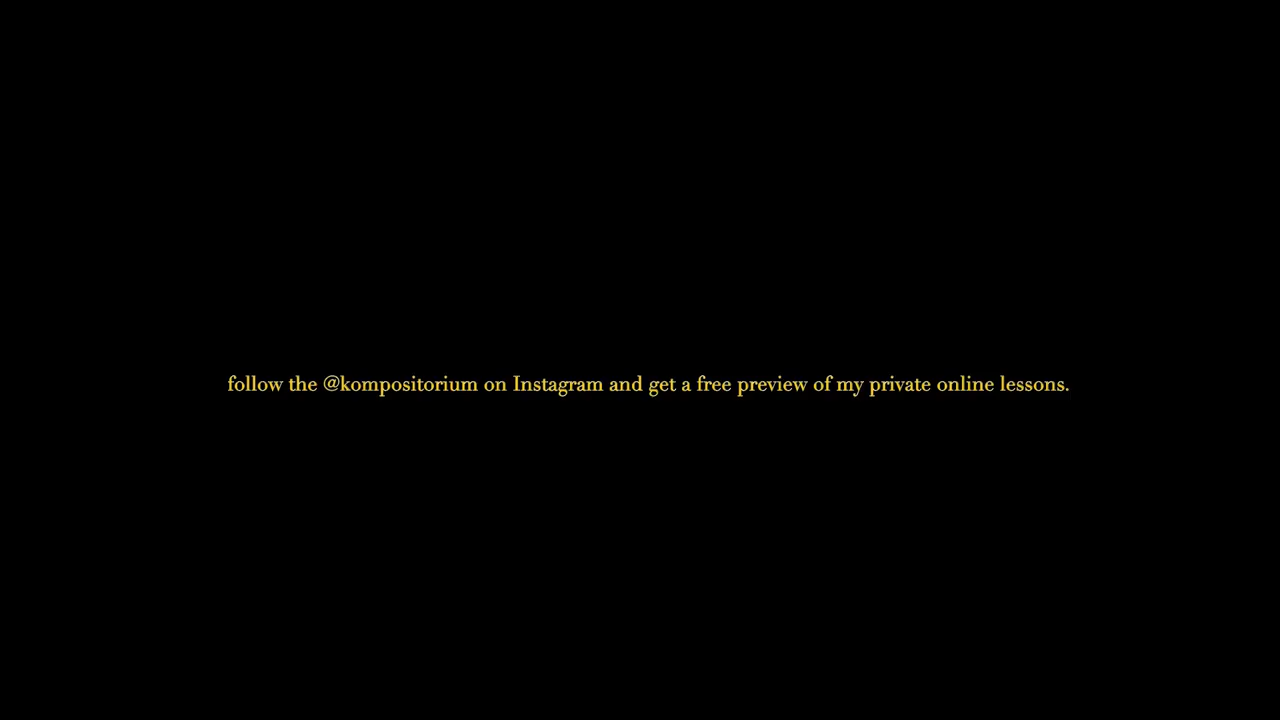 follow the @kompositorium on Instagram and get a free preview of my private online lessons.